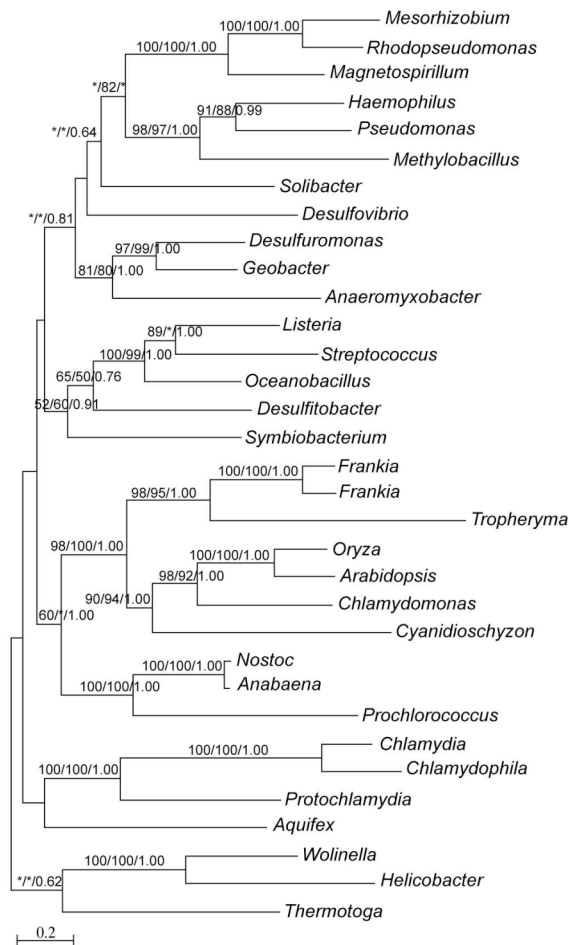 Mesorhizobium
100/100/1.00
100/100/1.00
Rhodopseudomonas
Magnetospirillum
*/82/*
Haemophilus
91/88/0.99
Pseudomonas
*/*/0.64
98/97/1.00
Methylobacillus
Solibacter
Desulfovibrio
*/*/0.81
Desulfuromonas
97/99/1.00
Geobacter
81/80/1.00
Anaeromyxobacter
Listeria
89/*/1.00
Streptococcus
100/99/1.00
Oceanobacillus
65/50/0.76
52/60/0.91
Desulfitobacter
Symbiobacterium
Frankia
100/100/1.00
Frankia
98/95/1.00
Tropheryma
98/100/1.00
Oryza
100/100/1.00
Arabidopsis
98/92/1.00
90/94/1.00
Chlamydomonas
60/*/1.00
Cyanidioschyzon
Nostoc
100/100/1.00
Anabaena
100/100/1.00
Prochlorococcus
Chlamydia
100/100/1.00
Chlamydophila
100/100/1.00
Protochlamydia
Aquifex
Wolinella
100/100/1.00
Helicobacter
*/*/0.62
Thermotoga
0.2